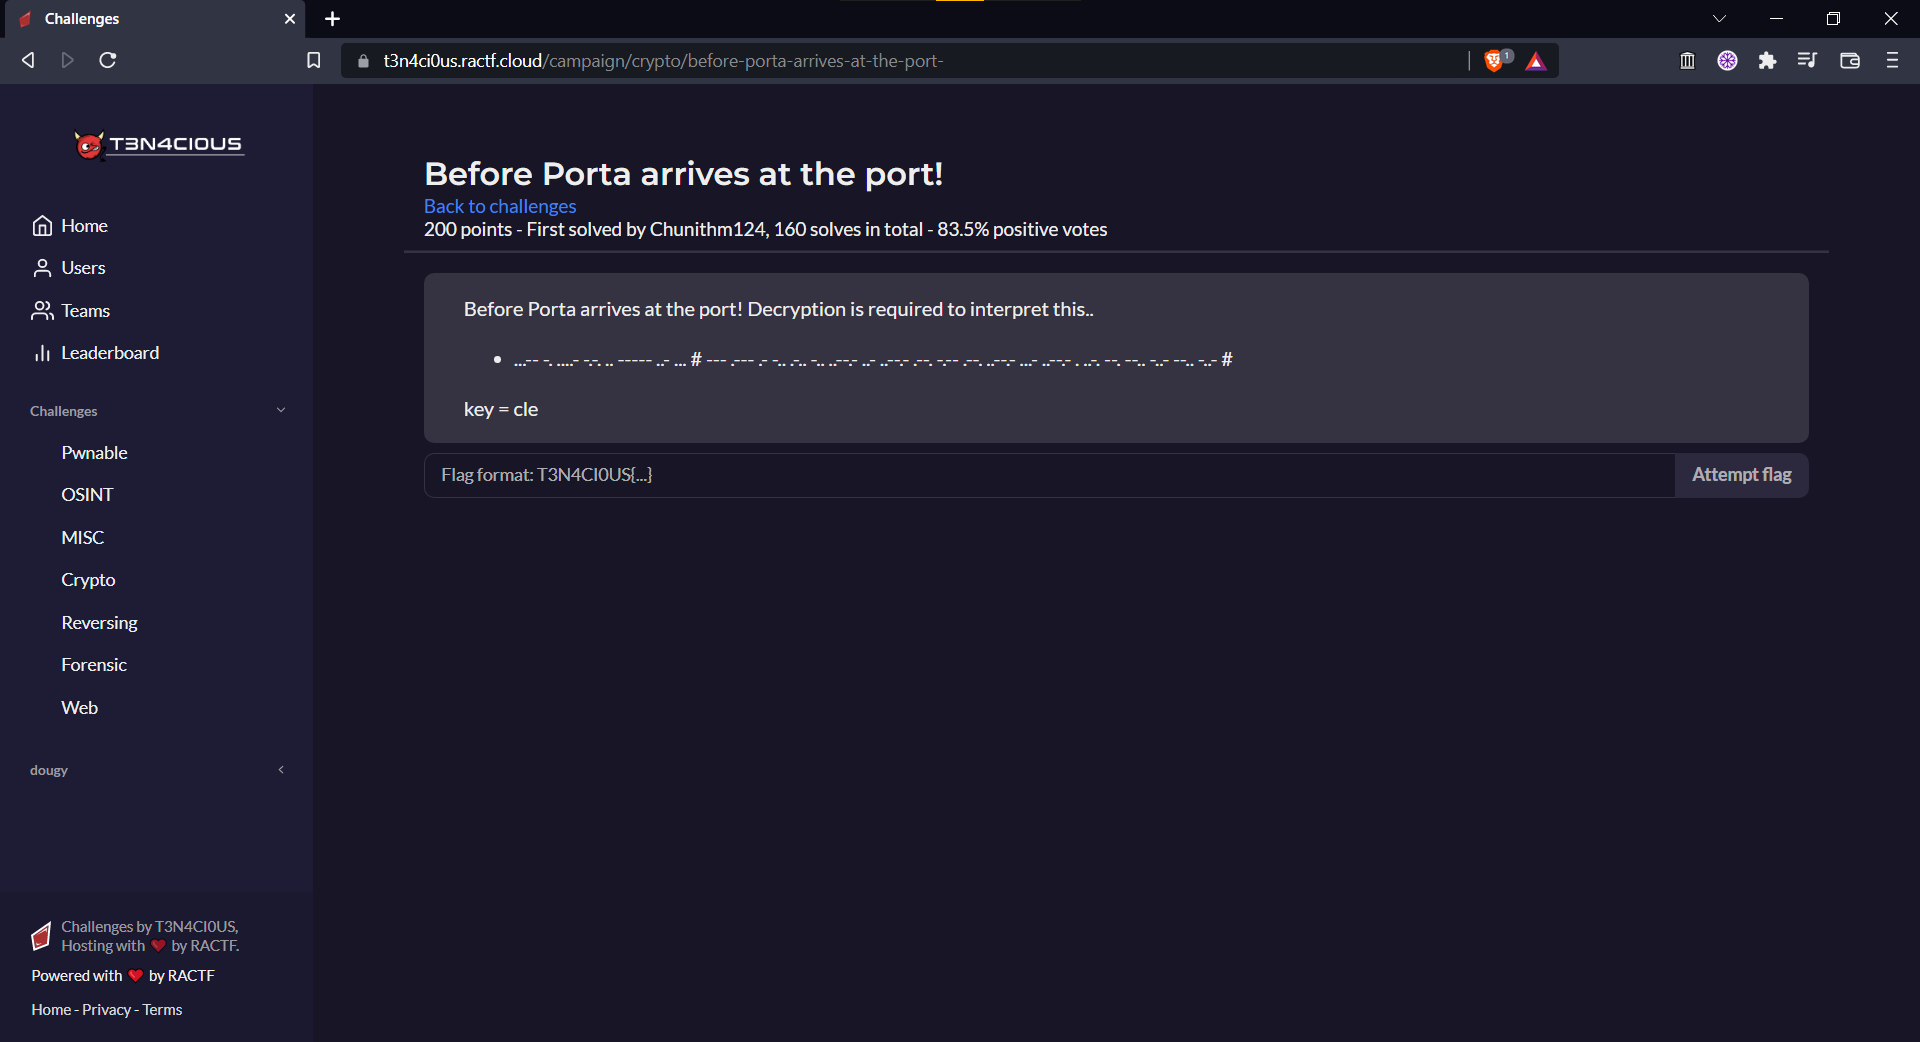 Challenges
t3n4ci0us.ractf.cloud/campaign/crypto/before-porta-arrives-at-the-port-
1
T3N4CI0US
Home
Users
Teams
Leaderboard
Challenges
Pwnable
OSINT
MISC
Crypto
Reversing
Forensic
Web
dougy
Challenges by T3N4CI0US,
Hosting with ❤ by RACTF.
Powered with ❤ by RACTF
Home - Privacy - Terms
Before Porta arrives at the port!
Back to challenges
200 points - First solved by Chunithm124, 160 solves in total - 83.5% positive votes
Before Porta arrives at the port! Decryption is required to interpret this..
• ...-- -. ....- -.-. .. ----- ..- ... # --- .--- .- -.. .-.. -.. ..--.- ..- ..--.- .--. -.-- .--. ..--.- ...- ..--.- . ..-. --. --.. -..- --.. -..- #
key = cle
Flag format: T3N4CI0US{...}
Attempt flag